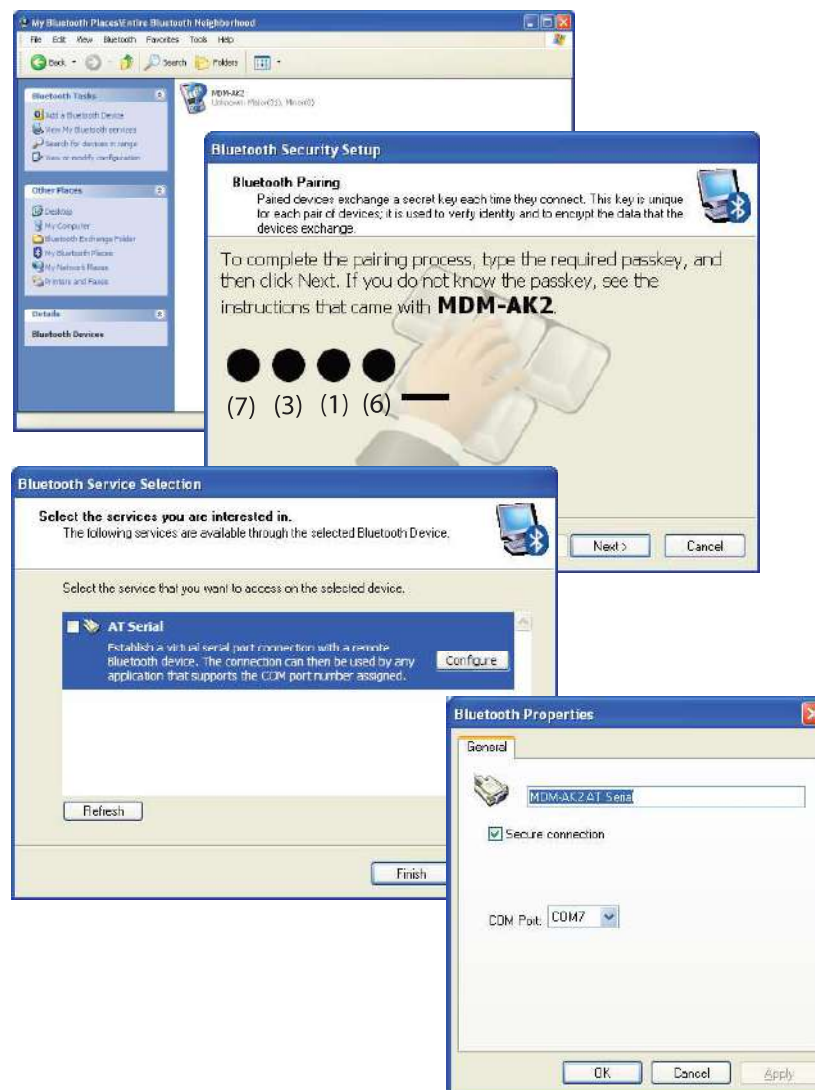 My Bluetooth Places\Entire Bluetooth Neighborhood
File Edit View Bluetooth Favorites Tools Help
Back Search Folders
Bluetooth Tasks
Add a Bluetooth Device
View My Bluetooth services
Search for devices in range
View or modify configuration
Other Places
Desktop
My Computer
Bluetooth Exchange Folder
My Bluetooth Places
My Network Places
Printers and Faxes
Details
Bluetooth Devices
MDM-AK2
Bluetooth Security Setup
Bluetooth Pairing
Paired devices exchange a secret key each time they connect. This key is unique
for each pair of devices; it is used to verify identity and to encrypt the data that the
devices exchange.
To complete the pairing process, type the required passkey, and
then click Next. If you do not know the passkey, see the
instructions that came with MDM-AK2.
(7) (3) (1) (6)
Next > Cancel
Bluetooth Service Selection
Select the services you are interested in.
The following services are available through the selected Bluetooth Device.
Select the service that you want to access on the selected device.
AT Serial
Establish a virtual serial port connection with a remote
Bluetooth device. The connection can then be used by any
application that supports the COM port number assigned.
Configure
Refresh
Finish
Bluetooth Properties
General
MDM-AK2 AT Serial
Secure connection
COM Port: COM7
OK Cancel Apply